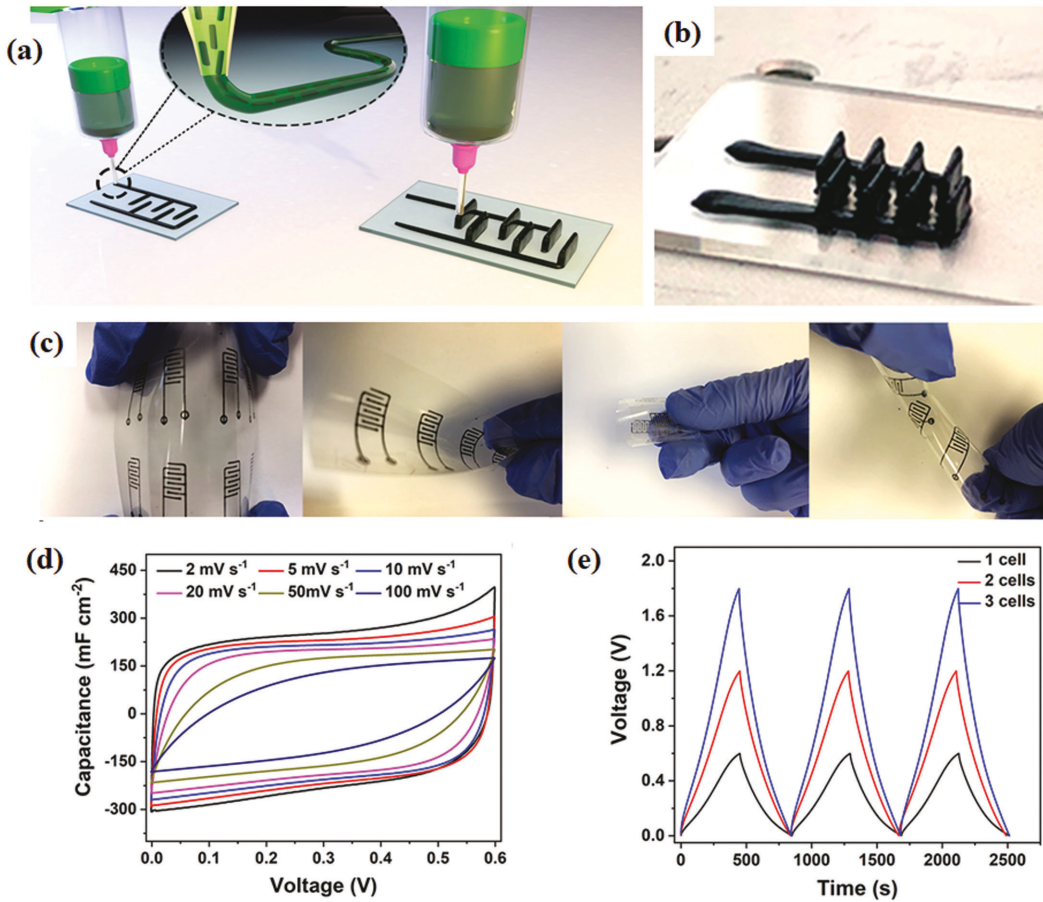 (a)
(b)
(c)
(d)
2 mV s⁻¹ 5 mV s⁻¹ 10 mV s⁻¹
20 mV s⁻¹ 50mV s⁻¹ 100 mV s⁻¹
Capacitance (mF cm⁻²)
450
300
150
0
-150
-300
0.0 0.1 0.2 0.3 0.4 0.5 0.6
Voltage (V)
(e)
1 cell
2 cells
3 cells
Voltage (V)
2.0
1.6
1.2
0.8
0.4
0.0
0 500 1000 1500 2000 2500
Time (s)